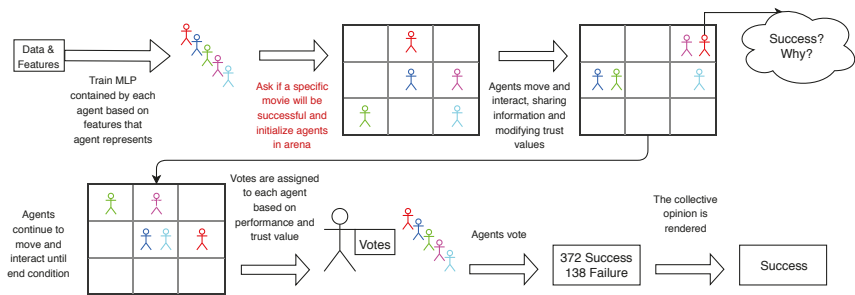 Data &
Features
Train MLP
contained by each
agent based on
features that
agent represents
Ask if a specific
movie will be
successful and
initialize agents
in arena
Agents move
and interact,
sharing
information and
modifying trust
values
Success?
Why?
Agents
continue to
move and
interact until
end condition
Votes are assigned
to each agent
based on
performance and
trust value
Votes
Agents vote
372 Success
138 Failure
The collective
opinion is
rendered
Success